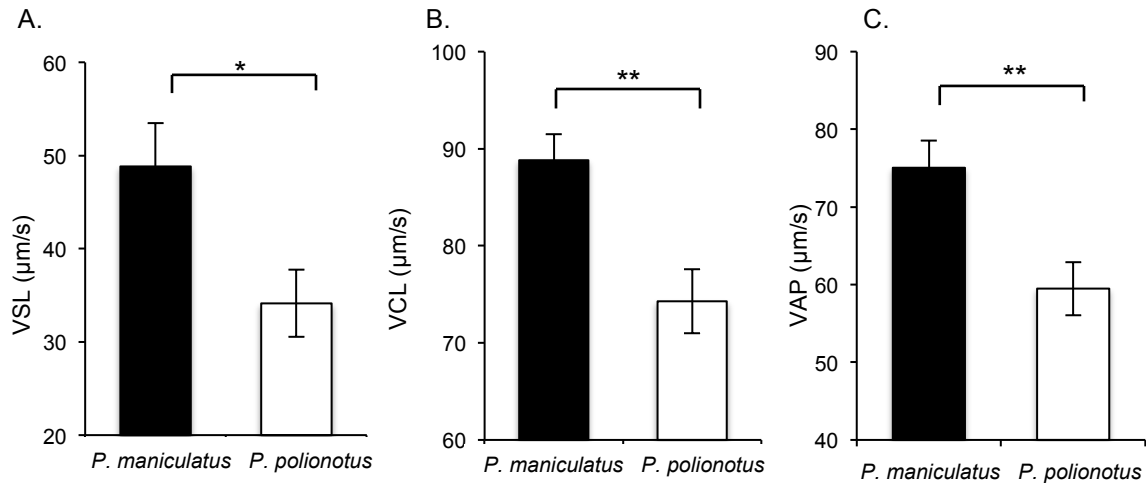 A.
VSL (μm/s)
60
50
40
30
20
*
P. maniculatus P. polionotus
B.
VCL (μm/s)
100
90
80
70
60
**
P. maniculatus P. polionotus
C.
VAP (μm/s)
90
80
70
60
50
40
**
P. maniculatus P. polionotus